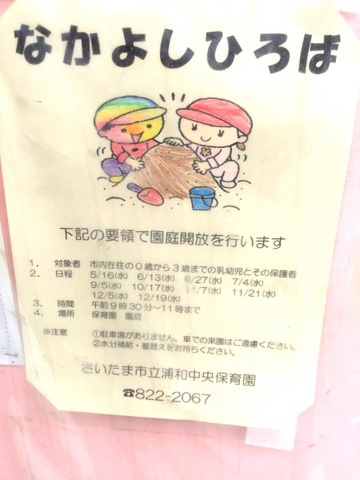 なかよしひろば
下記の要領で園庭開放を行います
1. 対象者 市内在住の0歳から3歳までの乳幼児とその保護者
2. 日程 5/16(水) 6/13(水) 6/27(水) 7/4(水)
9/5(水) 10/17(水) 11/7(水) 11/21(水)
12/5(水) 12/19(水)
3. 時間 午前9時30分〜11時まで
4. 場所 保育園 園庭
※注意 ①駐車場がありません。車での来園はご遠慮ください。
②水分補給・着替えをお持ちください。
さいたま市立浦和中央保育園
☎822-2067